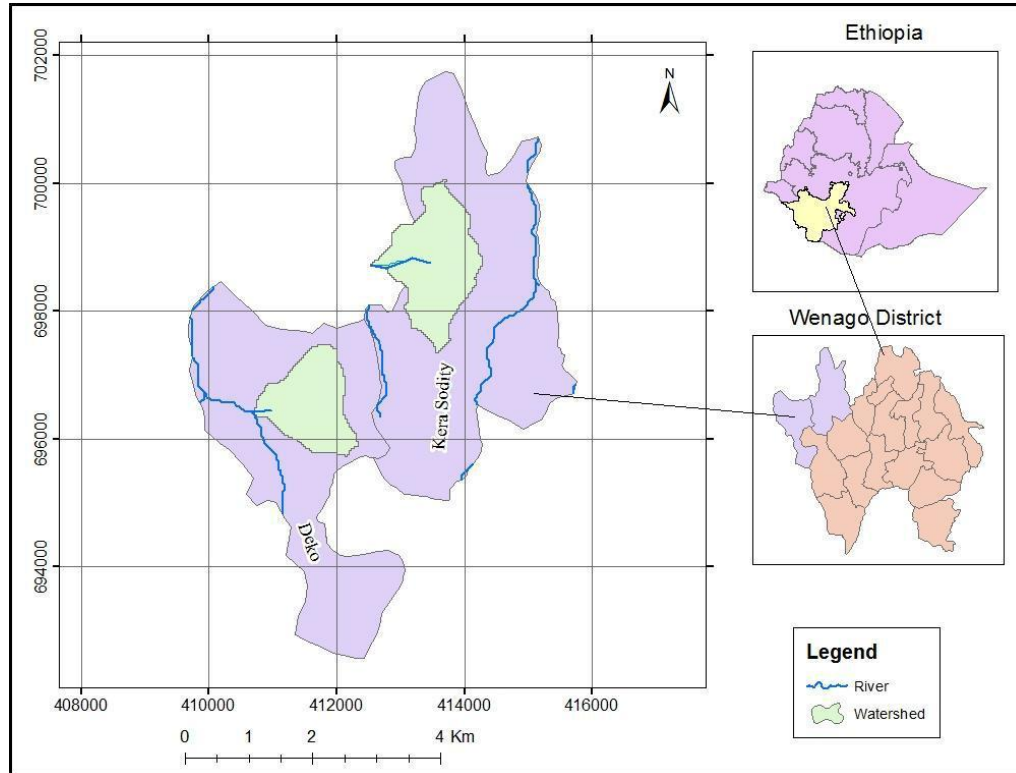 Ethiopia
N
702000
700000
698000
696000
694000
Kera Sodity
Deko
Wenago District
408000
410000
412000
414000
416000
0 1 2 4 Km
Legend
River
Watershed